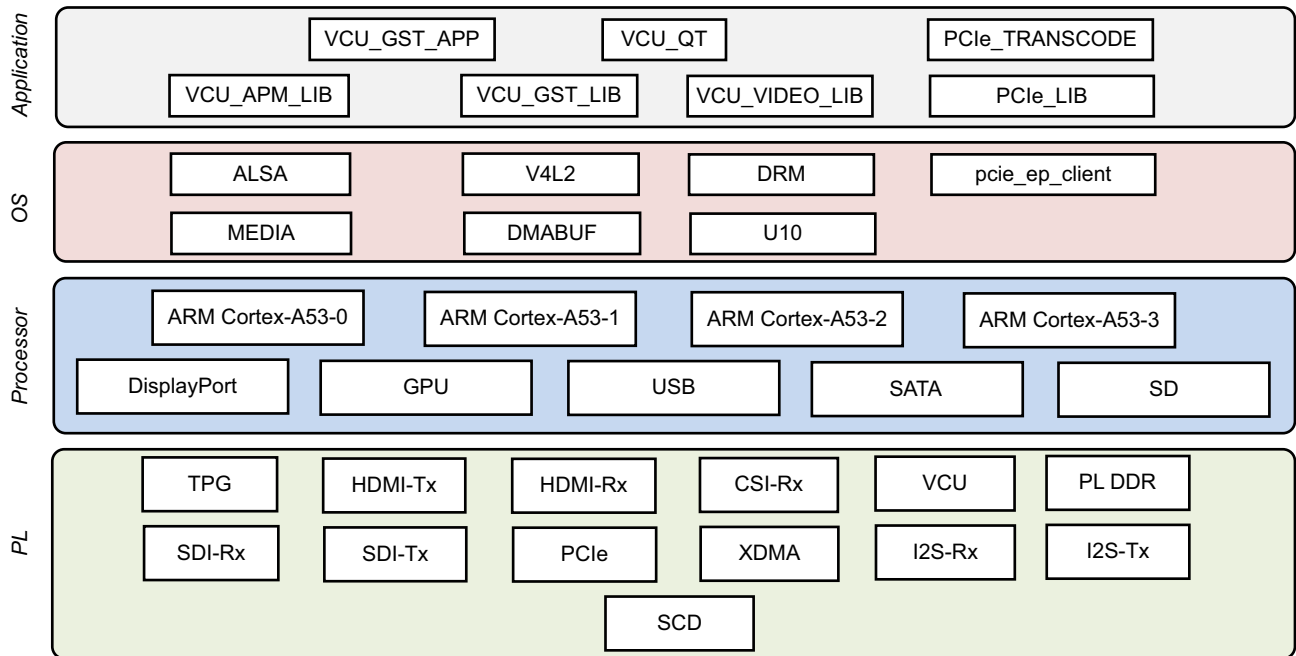 Application
VCU_GST_APP
VCU_QT
PCIe_TRANSCODE
VCU_APM_LIB
VCU_GST_LIB
VCU_VIDEO_LIB
PCIe_LIB
OS
ALSA
V4L2
DRM
pcie_ep_client
MEDIA
DMABUF
U10
Processor
ARM Cortex-A53-0
ARM Cortex-A53-1
ARM Cortex-A53-2
ARM Cortex-A53-3
DisplayPort
GPU
USB
SATA
SD
PL
TPG
HDMI-Tx
HDMI-Rx
CSI-Rx
VCU
PL DDR
SDI-Rx
SDI-Tx
PCIe
XDMA
I2S-Rx
I2S-Tx
SCD